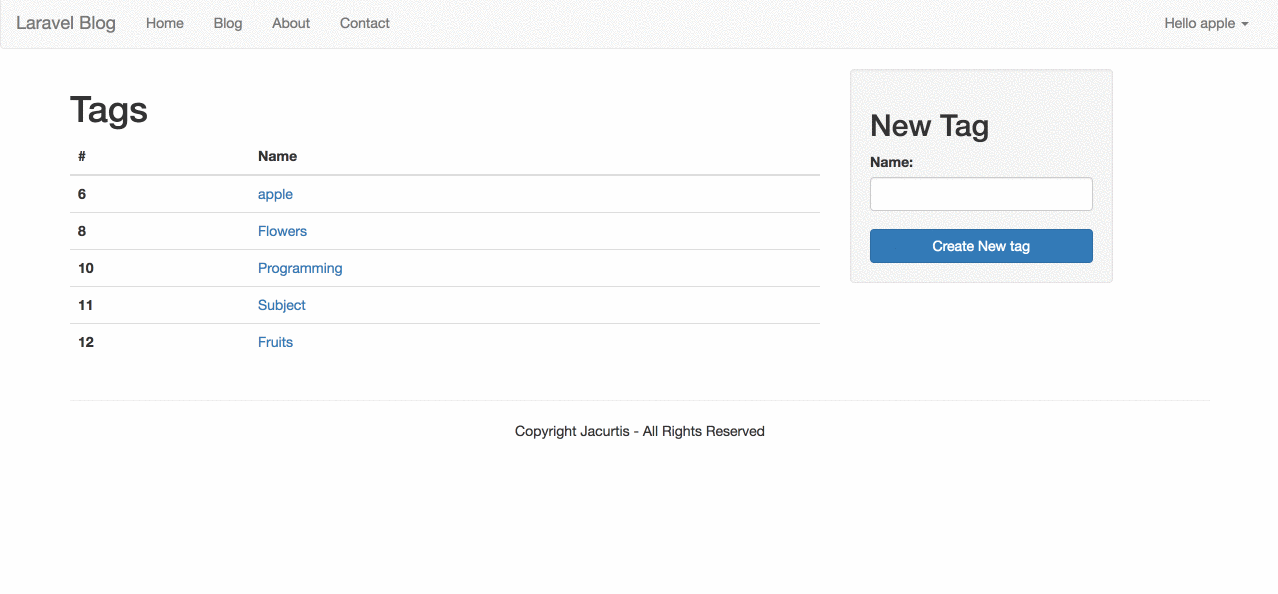 Laravel Blog Home Blog About Contact Hello apple
Tags
# Name
6 apple
8 Flowers
10 Programming
11 Subject
12 Fruits
New Tag
Name:
Create New tag
Copyright Jacurtis - All Rights Reserved